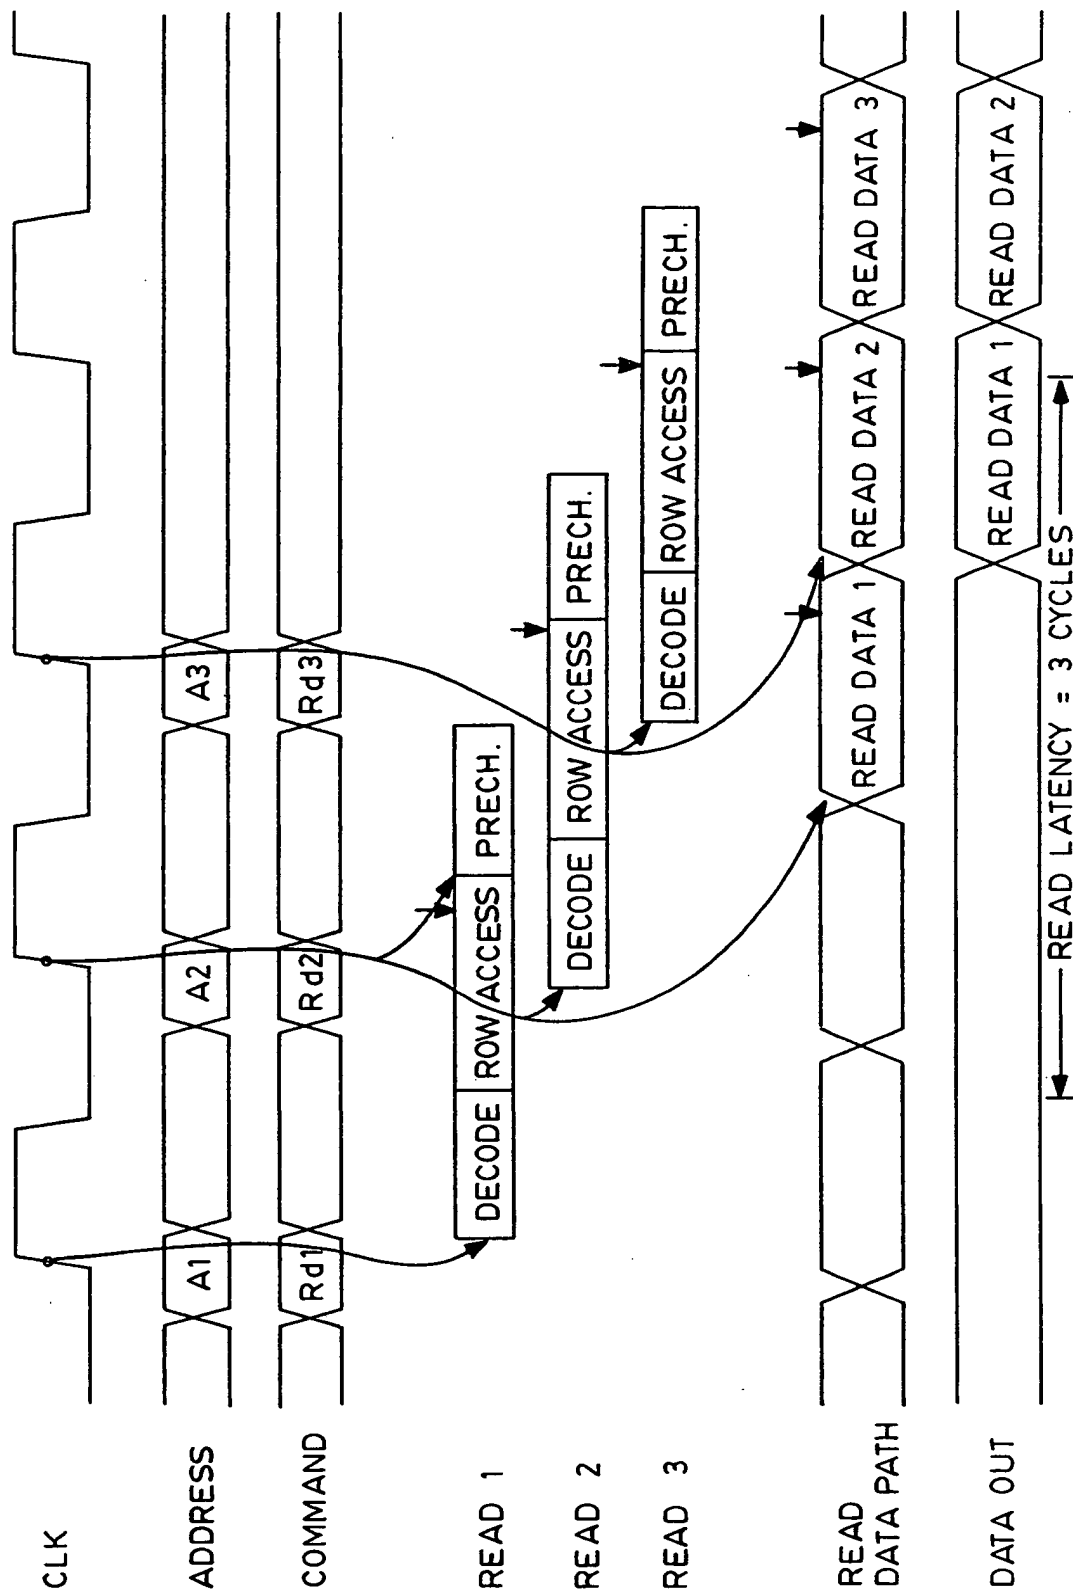 CLK
ADDRESS A1 A2 A3
COMMAND Rd1 Rd2 Rd3
READ 1 DECODE ROW ACCESS PRECH.
READ 2 DECODE ROW ACCESS PRECH.
READ 3 DECODE ROW ACCESS PRECH.
READ
DATA PATH READ DATA 1 READ DATA 2 READ DATA 3
DATA OUT READ DATA 1 READ DATA 2
READ LATENCY = 3 CYCLES